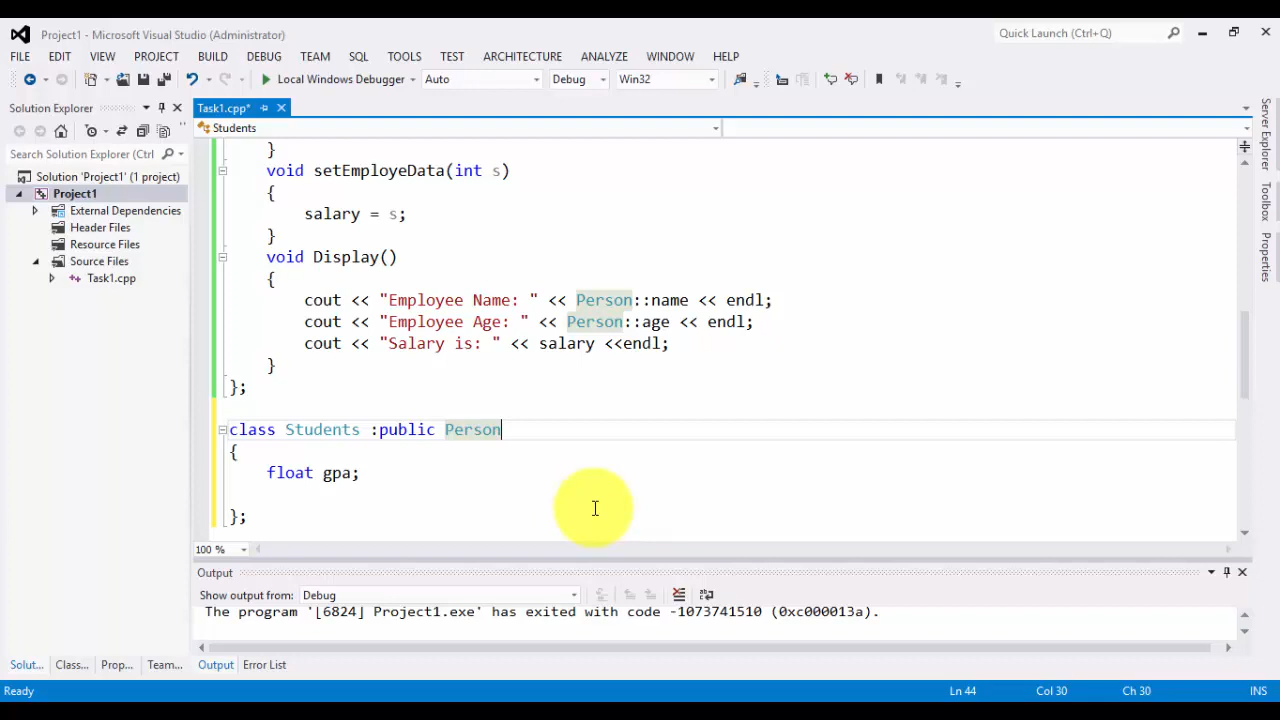 Project1 - Microsoft Visual Studio (Administrator)
Quick Launch (Ctrl+Q)
FILE EDIT VIEW PROJECT BUILD DEBUG TEAM SQL TOOLS TEST ARCHITECTURE ANALYZE WINDOW HELP
Local Windows Debugger Auto Debug Win32
Solution Explorer
Search Solution Explorer (Ctrl
Solution 'Project1' (1 project)
Project1
External Dependencies
Header Files
Resource Files
Source Files
Task1.cpp
Solut... Class... Prop... Team...
Task1.cpp*
Students
}
void setEmployeData(int s)
{
salary = s;
}
void Display()
{
cout << "Employee Name: " << Person::name << endl;
cout << "Employee Age: " << Person::age << endl;
cout << "Salary is: " << salary <<endl;
}
};
class Students :public Person
{
float gpa;
};
100 %
Output
Show output from: Debug
The program '[6824] Project1.exe' has exited with code -1073741510 (0xc000013a).
Output Error List
Server Explorer
Toolbox
Properties
Ready Ln 44 Col 30 Ch 30 INS